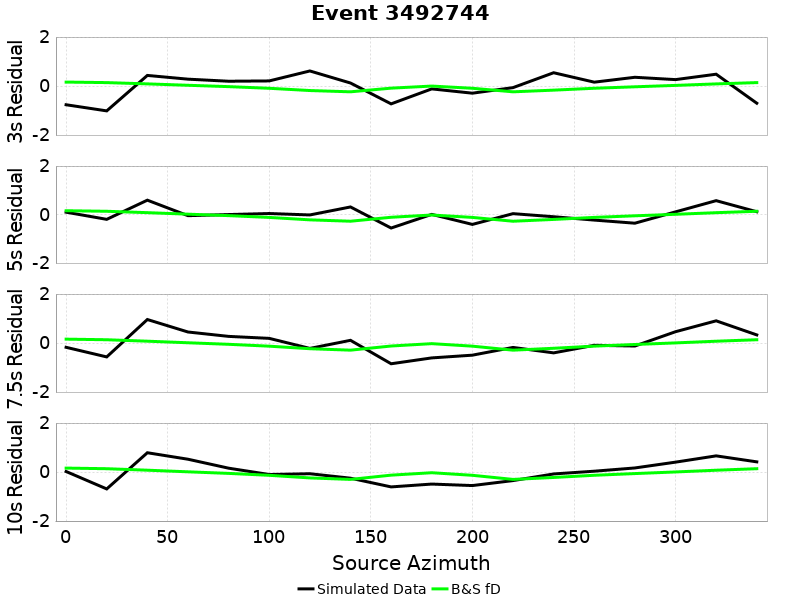 Event 3492744
3s Residual
2
0
-2
5s Residual
2
0
-2
7.5s Residual
2
0
-2
10s Residual
2
0
-2
0 50 100 150 200 250 300
Source Azimuth
Simulated Data B&S fD